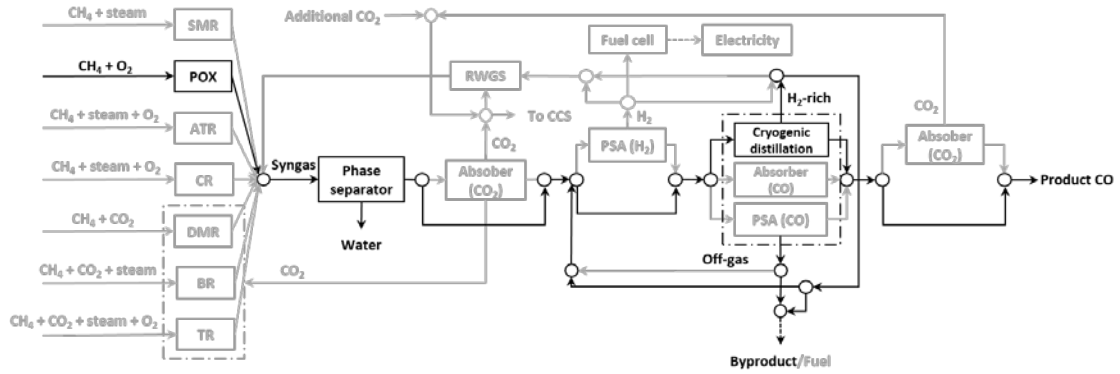 CH₄ + steam
SMR
Additional CO₂
Fuel cell
Electricity
CH₄ + O₂
POX
RWGS
H₂-rich
CH₄ + steam + O₂
ATR
To CCS
H₂
CO₂
CO₂
PSA (H₂)
Cryogenic
distillation
Absober
(CO₂)
CH₄ + steam + O₂
CR
Syngas
Phase
separator
Absober
(CO₂)
Absorber
(CO)
Product CO
CH₄ + CO₂
DMR
PSA (CO)
Water
Off-gas
CH₄ + CO₂ + steam
BR
CO₂
CH₄ + CO₂ + steam + O₂
TR
Byproduct/Fuel